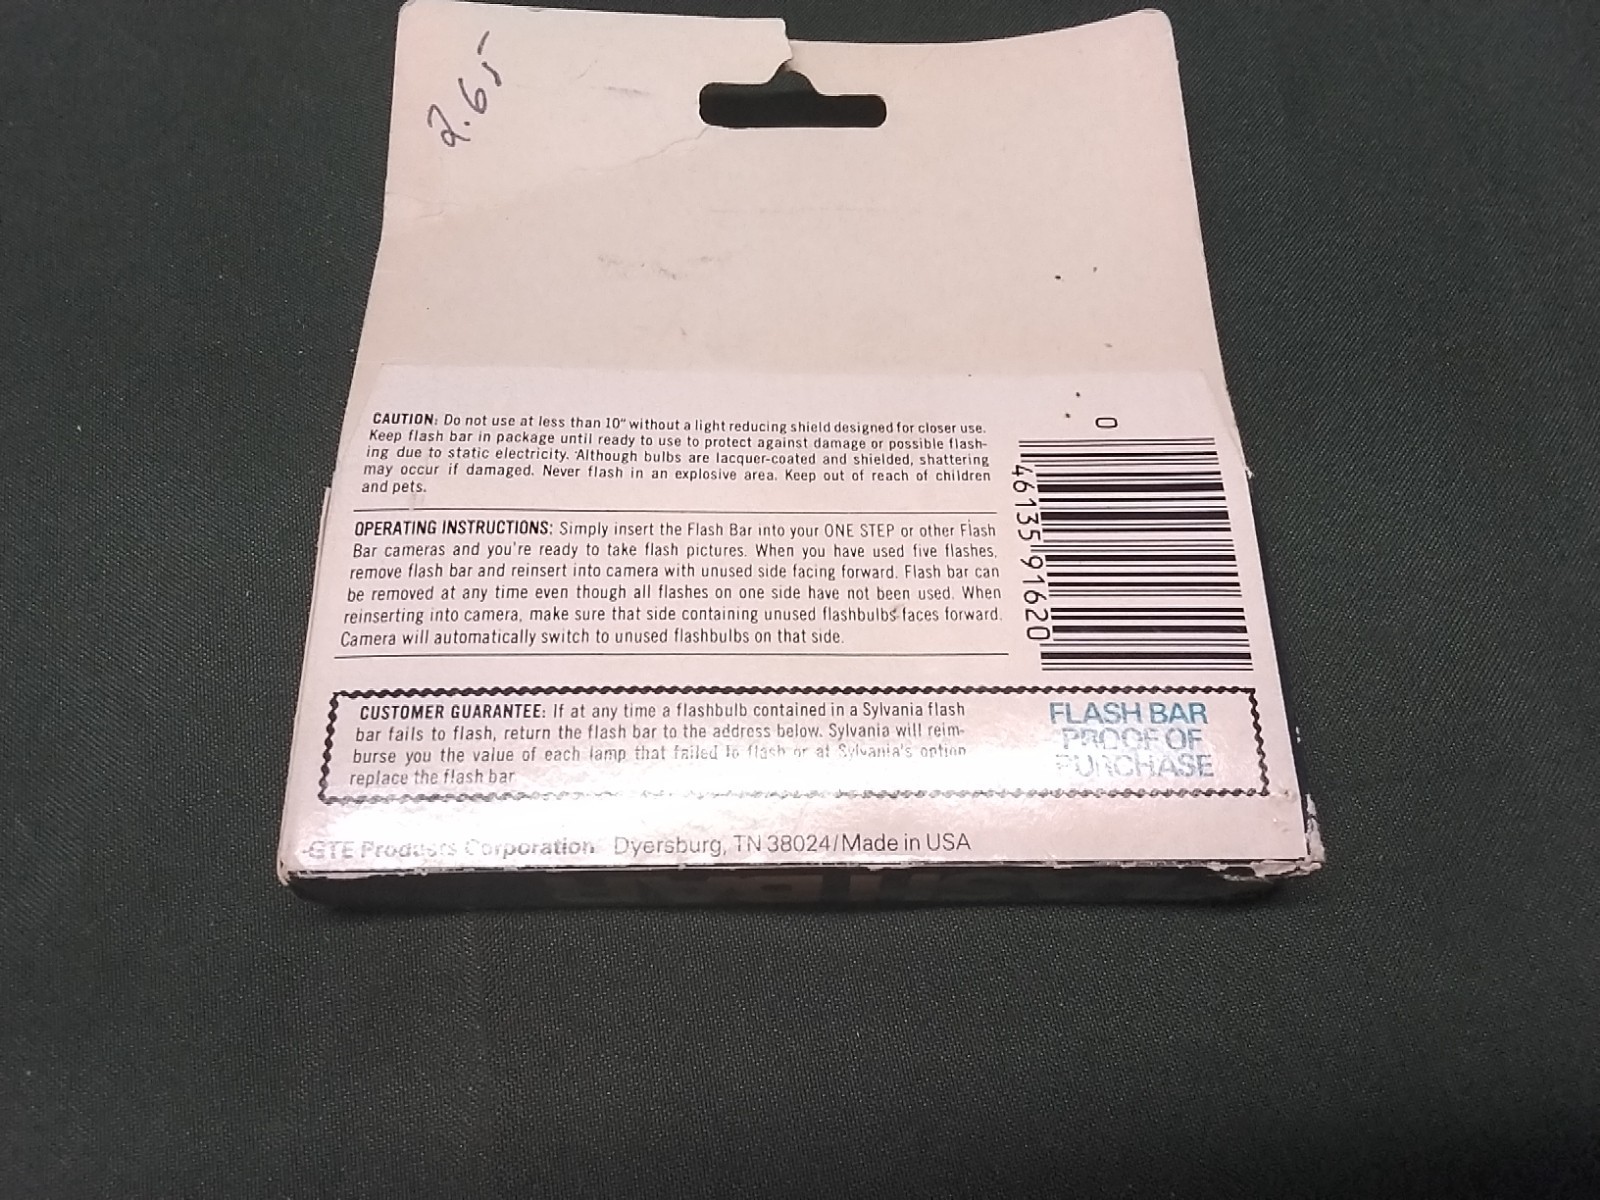 2.65
CAUTION: Do not use at less than 10" without a light reducing shield designed for closer use.
Keep flash bar in package until ready to use to protect against damage or possible flash-
ing due to static electricity. Although bulbs are lacquer-coated and shielded, shattering
may occur if damaged. Never flash in an explosive area. Keep out of reach of children
and pets.
0
46135 91620
OPERATING INSTRUCTIONS: Simply insert the Flash Bar into your ONE STEP or other Flash
Bar cameras and you're ready to take flash pictures. When you have used five flashes,
remove flash bar and reinsert into camera with unused side facing forward. Flash bar can
be removed at any time even though all flashes on one side have not been used. When
reinserting into camera, make sure that side containing unused flashbulbs faces forward.
Camera will automatically switch to unused flashbulbs on that side.
CUSTOMER GUARANTEE: If at any time a flashbulb contained in a Sylvania flash
bar fails to flash, return the flash bar to the address below. Sylvania will reim-
burse you the value of each lamp that failed to flash or at Sylvania's option
replace the flash bar
FLASH BAR
PROOF OF
PURCHASE
GTE Products Corporation Dyersburg, TN 38024/Made in USA